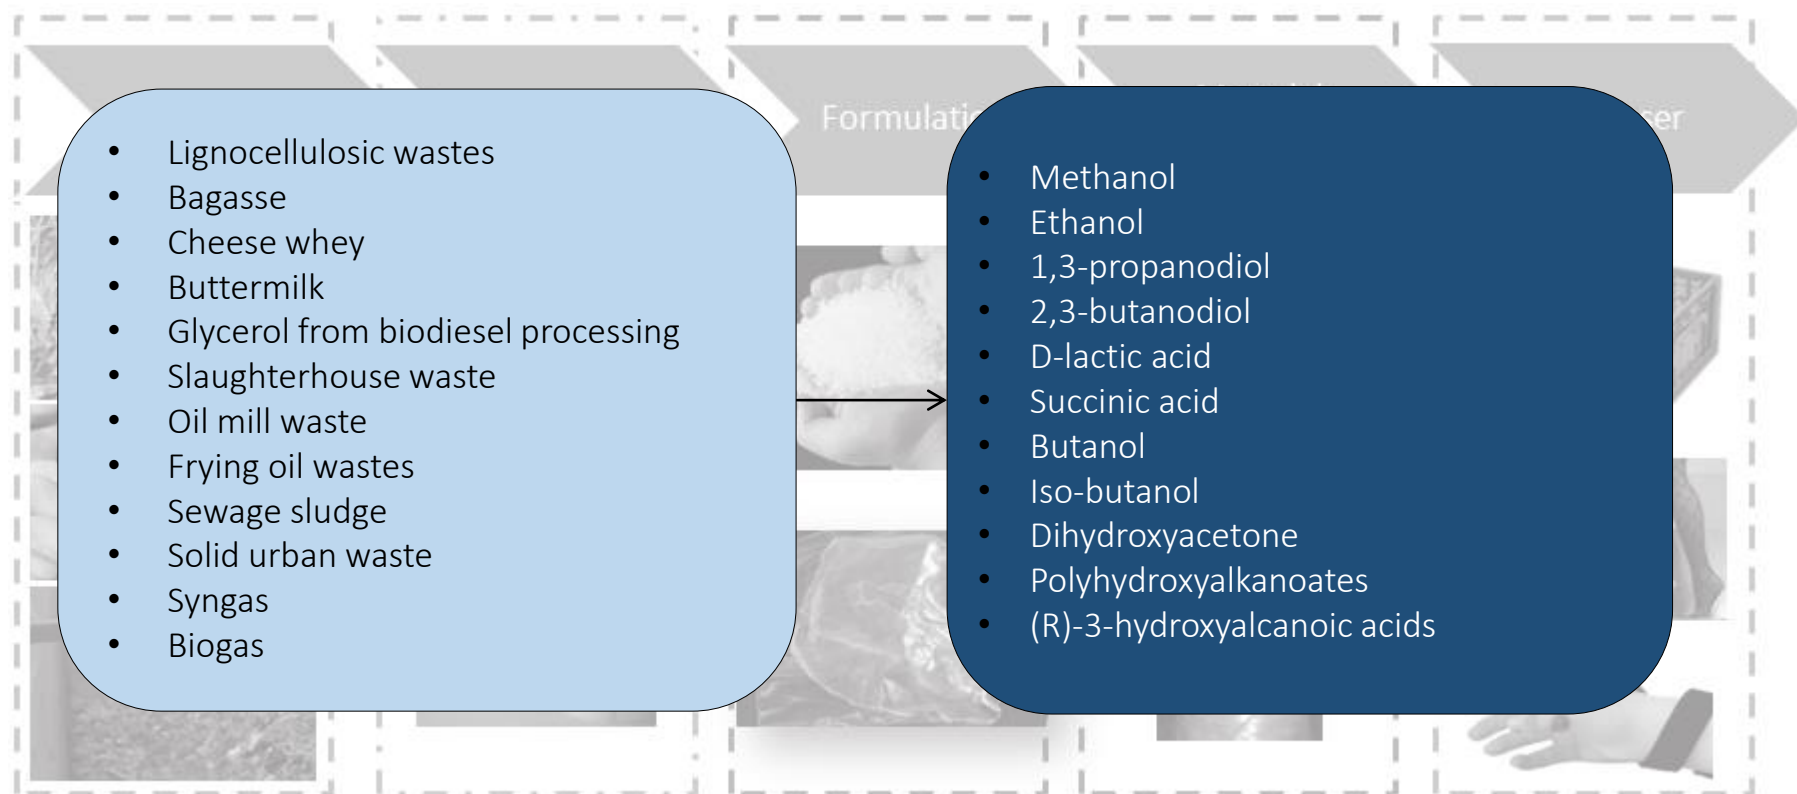 • Lignocellulosic wastes
• Bagasse
• Cheese whey
• Buttermilk
• Glycerol from biodiesel processing
• Slaughterhouse waste
• Oil mill waste
• Frying oil wastes
• Sewage sludge
• Solid urban waste
• Syngas
• Biogas
• Methanol
• Ethanol
• 1,3-propanodiol
• 2,3-butanodiol
• D-lactic acid
• Succinic acid
• Butanol
• Iso-butanol
• Dihydroxyacetone
• Polyhydroxyalkanoates
• (R)-3-hydroxyalcanoic acids